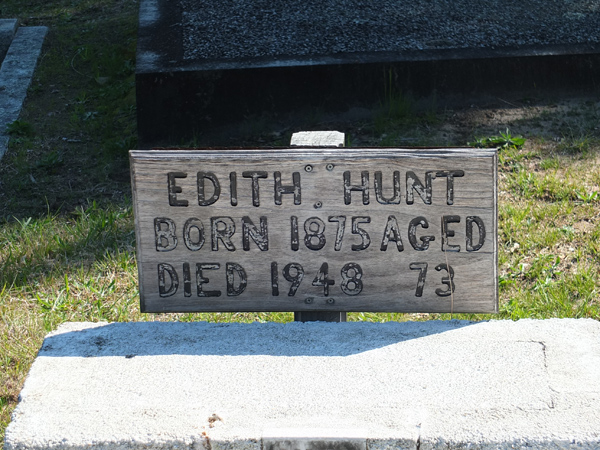 EDITH HUNT
BORN 1875 AGED
DIED 1948 73